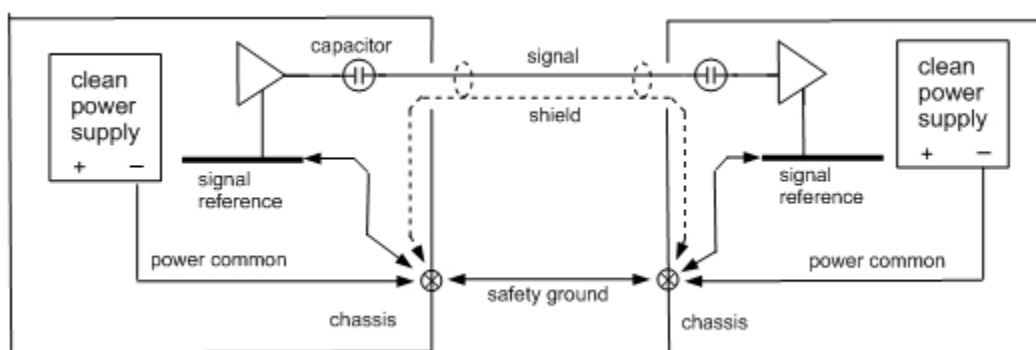 clean
power
supply
+ −
capacitor
signal
shield
signal
reference
power common
chassis
safety ground
clean
power
supply
+ −
signal
reference
power common
chassis